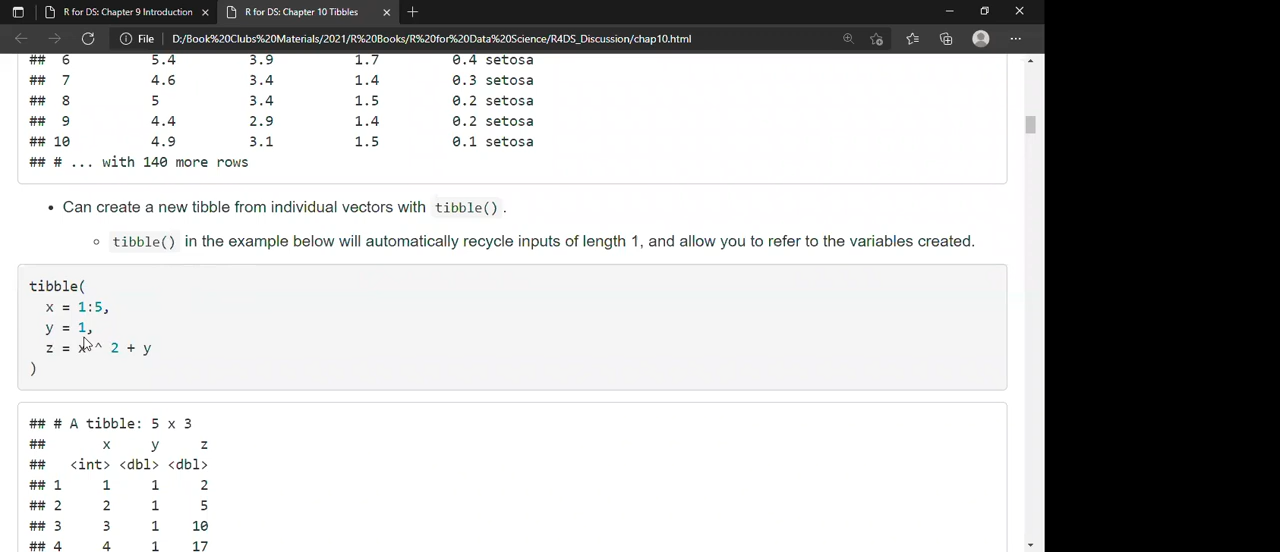 R for DS: Chapter 9 Introduction
R for DS: Chapter 10 Tibbles
File
D:/Book%20Clubs%20Materials/2021/R%20Books/R%20for%20Data%20Science/R4DS_Discussion/chap10.html
## 6 5.4 3.9 1.7 0.4 setosa
## 7 4.6 3.4 1.4 0.3 setosa
## 8 5 3.4 1.5 0.2 setosa
## 9 4.4 2.9 1.4 0.2 setosa
## 10 4.9 3.1 1.5 0.1 setosa
## # ... with 140 more rows
• Can create a new tibble from individual vectors with tibble() .
tibble() in the example below will automatically recycle inputs of length 1, and allow you to refer to the variables created.
tibble(
x = 1:5,
y = 1,
z = x ^ 2 + y
)
## # A tibble: 5 x 3
## x y z
## <int> <dbl> <dbl>
## 1 1 1 2
## 2 2 1 5
## 3 3 1 10
## 4 4 1 17